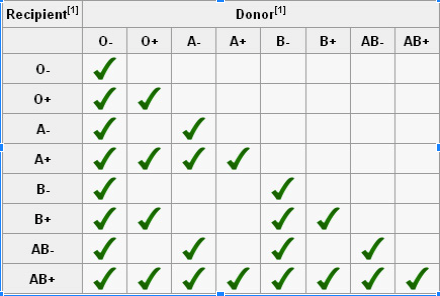 Recipient[1] Donor[1]
O- O+ A- A+ B- B+ AB- AB+
O-
O+
A-
A+
B-
B+
AB-
AB+